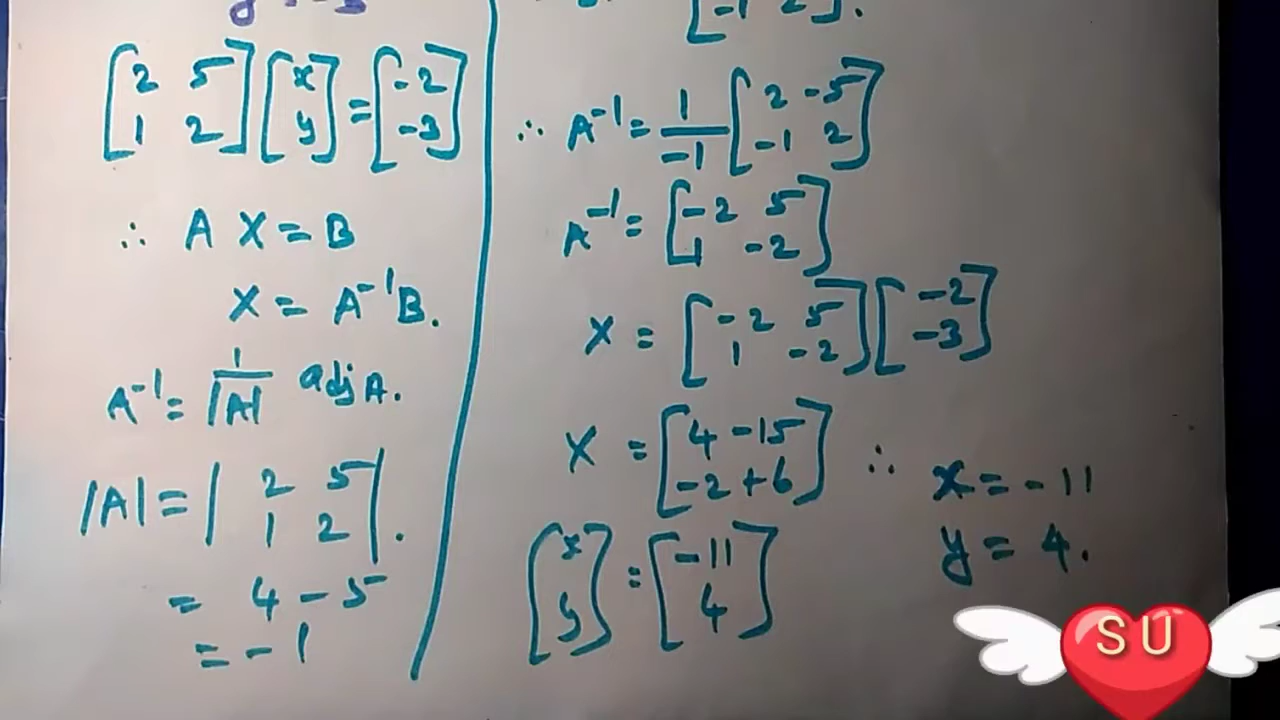 [2 5
1 2] [x
y] = [-2
-3]
∴ A X = B
X = A⁻¹B.
A⁻¹ = 1/|A| adj A.
|A| = | 2 5
1 2 |.
= 4 - 5
= -1
[-1 2].
∴ A⁻¹ = 1/-1 [2 -5
-1 2]
A⁻¹ = [-2 5
1 -2]
X = [-2 5
1 -2] [-2
-3]
X = [4 -15
-2 + 6]
[x
y] = [-11
4]
∴ x = -11
y = 4.
SU